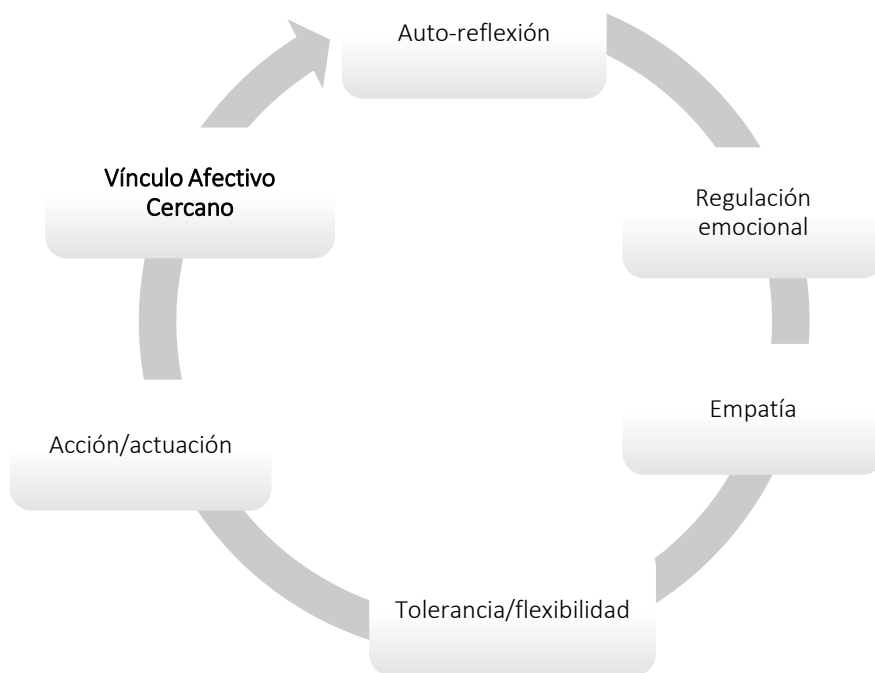 Auto-reflexión
Regulación
emocional
Empatía
Tolerancia/flexibilidad
Acción/actuación
Vínculo Afectivo
Cercano